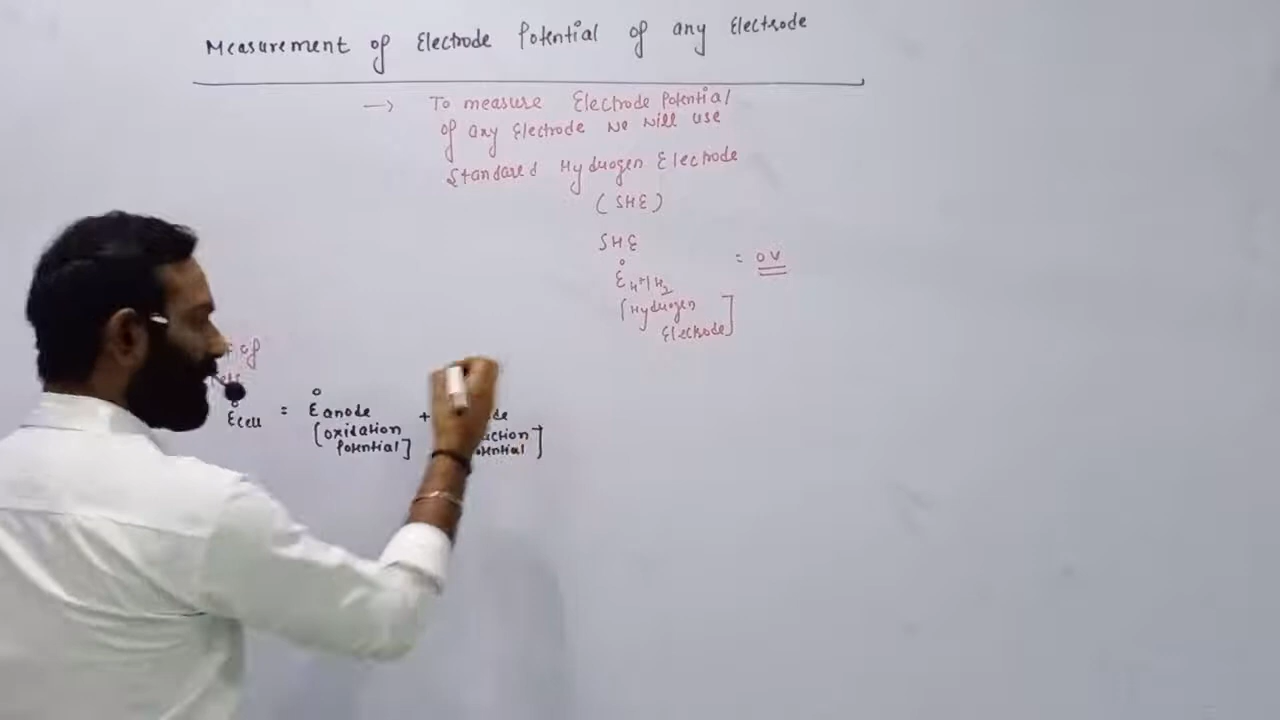 Measurement of Electrode Potential of any Electrode
→ To measure Electrode Potential
of any Electrode we will use
Standard Hydrogen Electrode
(SHE)
SHE
E°H⁺/H₂ = 0V
[Hydrogen
Electrode]
of
E°cell = E°anode +
[oxidation
Potential]